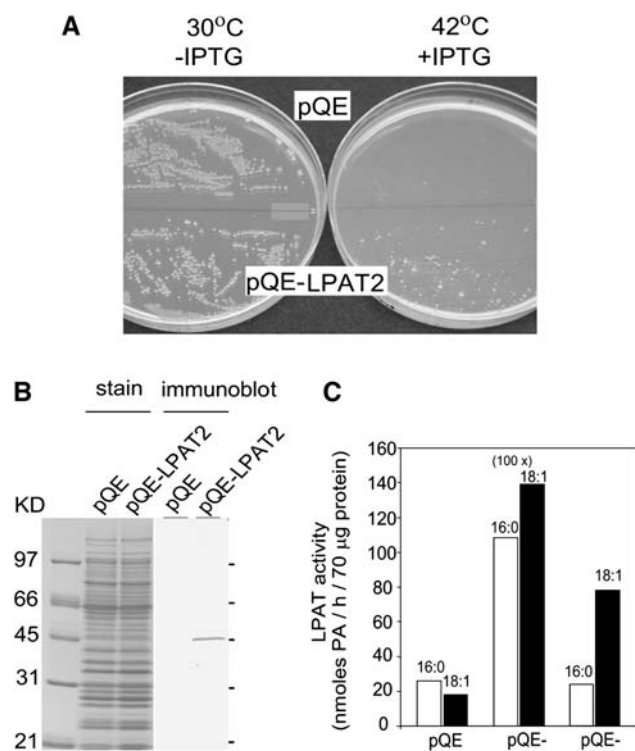 A
30°C
-IPTG
42°C
+IPTG
pQE
pQE-LPAT2
B
stain
immunoblot
pQE
pQE-LPAT2
pQE
pQE-LPAT2
KD
97
66
45
31
21
C
LPAT activity
(nmoles PA / h / 70 µg protein)
160
140
120
100
80
60
40
20
0
16:0
18:1
(100 x)
16:0
18:1
16:0
18:1
pQE
pQE-
pQE-